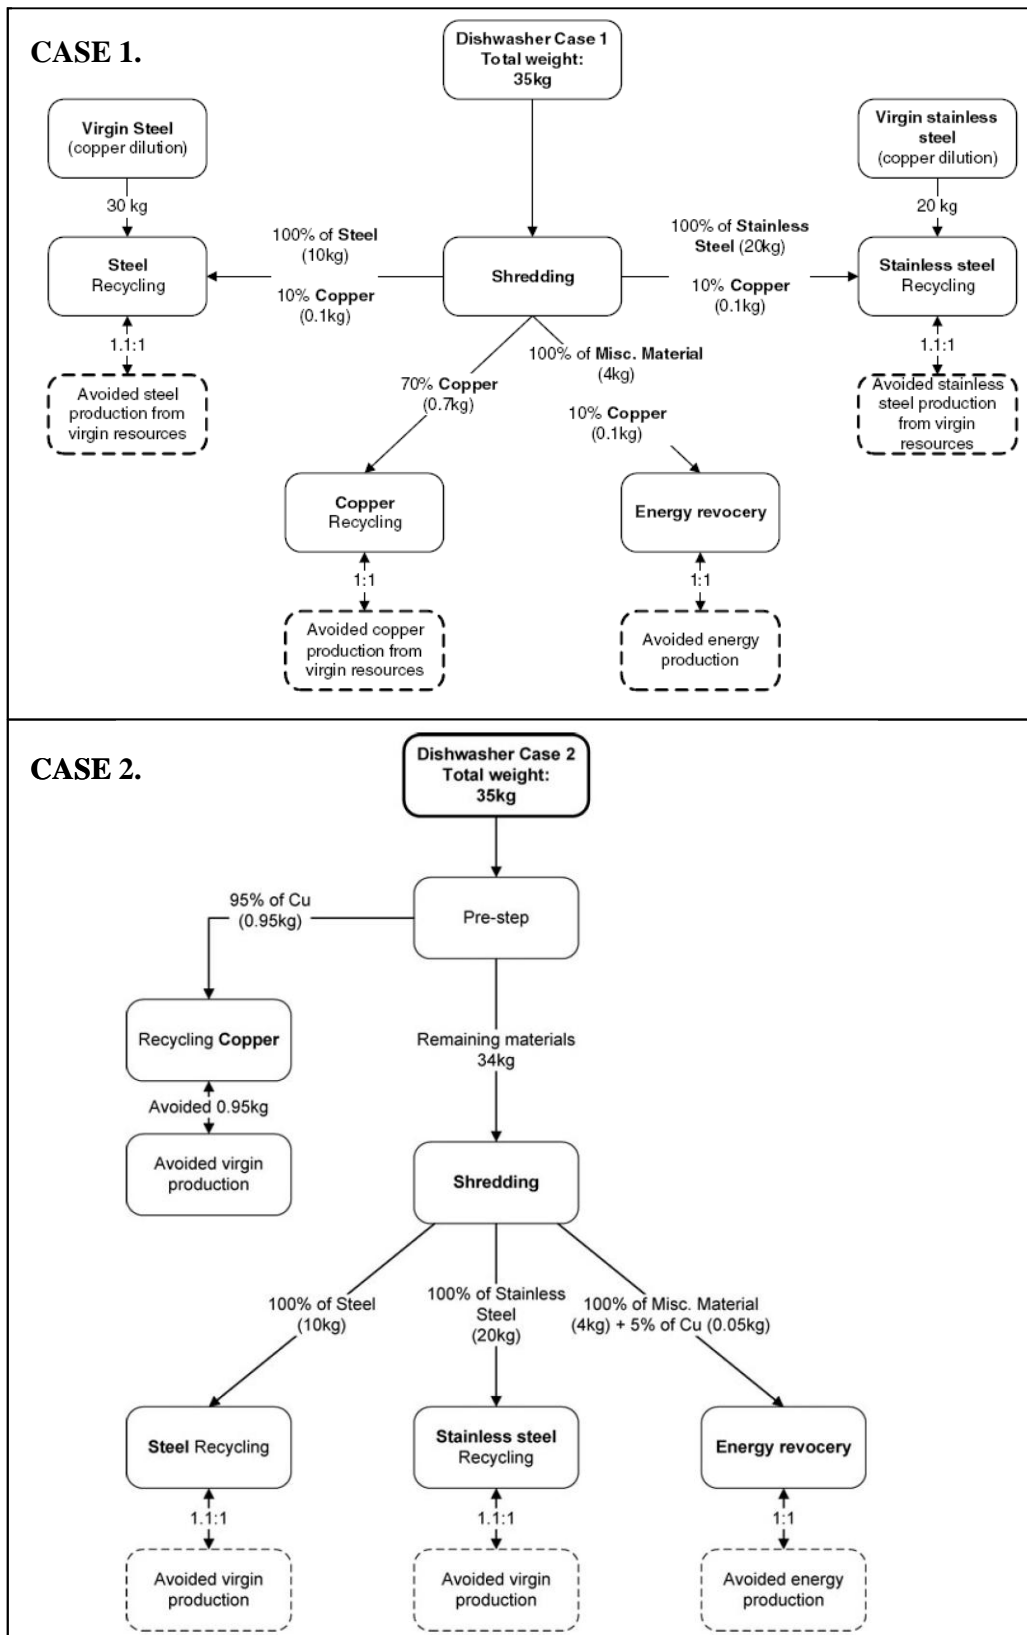 CASE 1.
Dishwasher Case 1
Total weight:
35kg
Virgin Steel
(copper dilution)
Virgin stainless
steel
(copper dilution)
30 kg
20 kg
100% of Steel
(10kg)
100% of Stainless
Steel (20kg)
Steel
Recycling
Shredding
Stainless steel
Recycling
10% Copper
(0.1kg)
10% Copper
(0.1kg)
1.1:1
1.1:1
100% of Misc. Material
(4kg)
70% Copper
(0.7kg)
Avoided steel
production from
virgin resources
Avoided stainless
steel production
from virgin
resources
10% Copper
(0.1kg)
Copper
Recycling
Energy revocery
1:1
1:1
Avoided copper
production from
virgin resources
Avoided energy
production
CASE 2.
Dishwasher Case 2
Total weight:
35kg
95% of Cu
(0.95kg)
Pre-step
Recycling Copper
Remaining materials
34kg
Avoided 0.95kg
Avoided virgin
production
Shredding
100% of Steel
(10kg)
100% of Stainless
Steel
(20kg)
100% of Misc. Material
(4kg) + 5% of Cu (0.05kg)
Steel Recycling
Stainless steel
Recycling
Energy revocery
1.1:1
1.1:1
1:1
Avoided virgin
production
Avoided virgin
production
Avoided energy
production